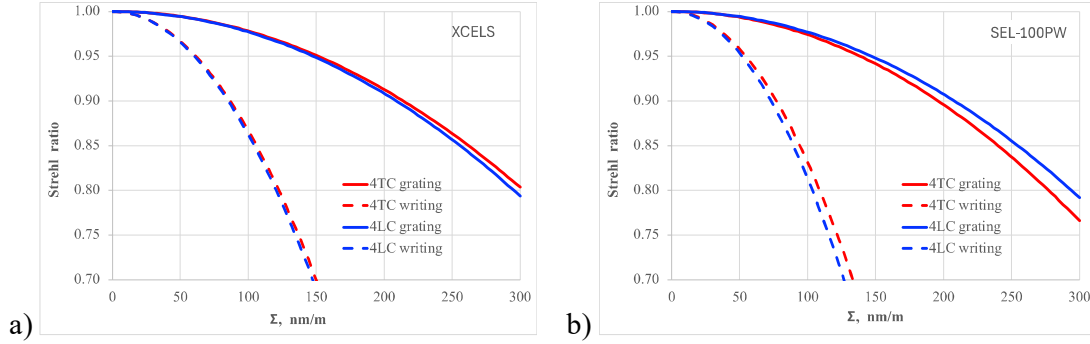 XCELS
Strehl ratio
1.00
0.95
0.90
0.85
0.80
0.75
0.70
4TC grating
4TC writing
4LC grating
4LC writing
0 50 100 150 200 250 300
Σ, nm/m
a)
SEL-100PW
Strehl ratio
1.00
0.95
0.90
0.85
0.80
0.75
0.70
4TC grating
4TC writing
4LC grating
4LC writing
0 50 100 150 200 250 300
Σ, nm/m
b)